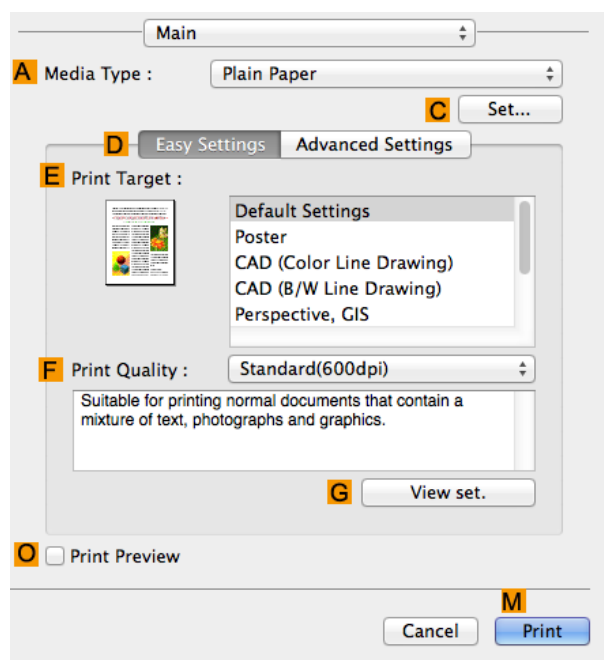 Main
A Media Type : Plain Paper
C Set...
D Easy Settings Advanced Settings
E Print Target :
Default Settings
Poster
CAD (Color Line Drawing)
CAD (B/W Line Drawing)
Perspective, GIS
F Print Quality : Standard(600dpi)
Suitable for printing normal documents that contain a
mixture of text, photographs and graphics.
G View set.
O Print Preview
M
Cancel Print